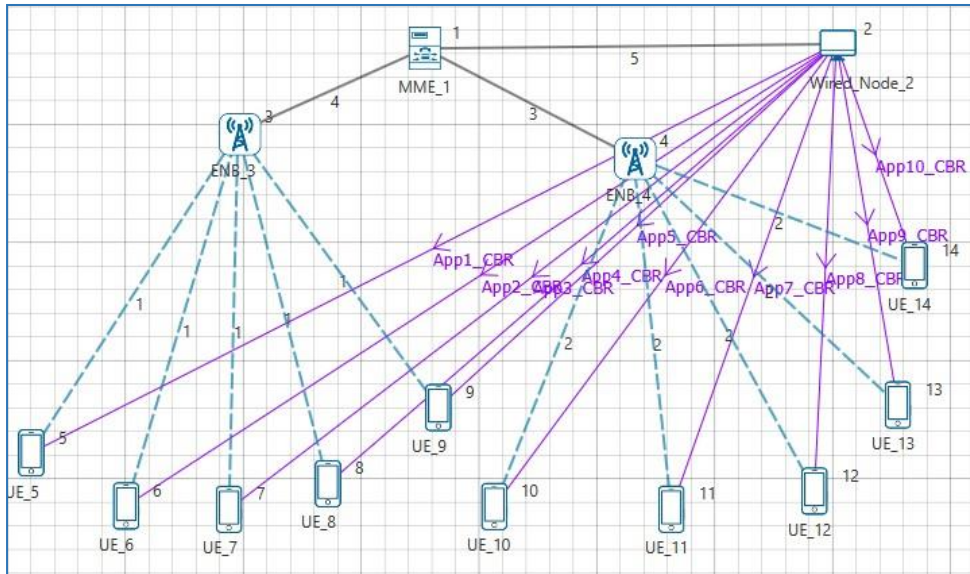 1
2
MME_1
5
Wired_Node_2
4
3
3
4
ENB_3
ENB_4
App10_CBR
2
App5_CBR
App9_CBR
App1_CBR
14
App4_CBR
App2_CBR
App3_CBR
App6_CBR
App7_CBR
App8_CBR
2
UE_14
1
1
1
1
1
2
2
2
9
13
UE_9
UE_13
5
8
12
UE_5
6
7
10
11
UE_8
UE_12
UE_6
UE_7
UE_10
UE_11